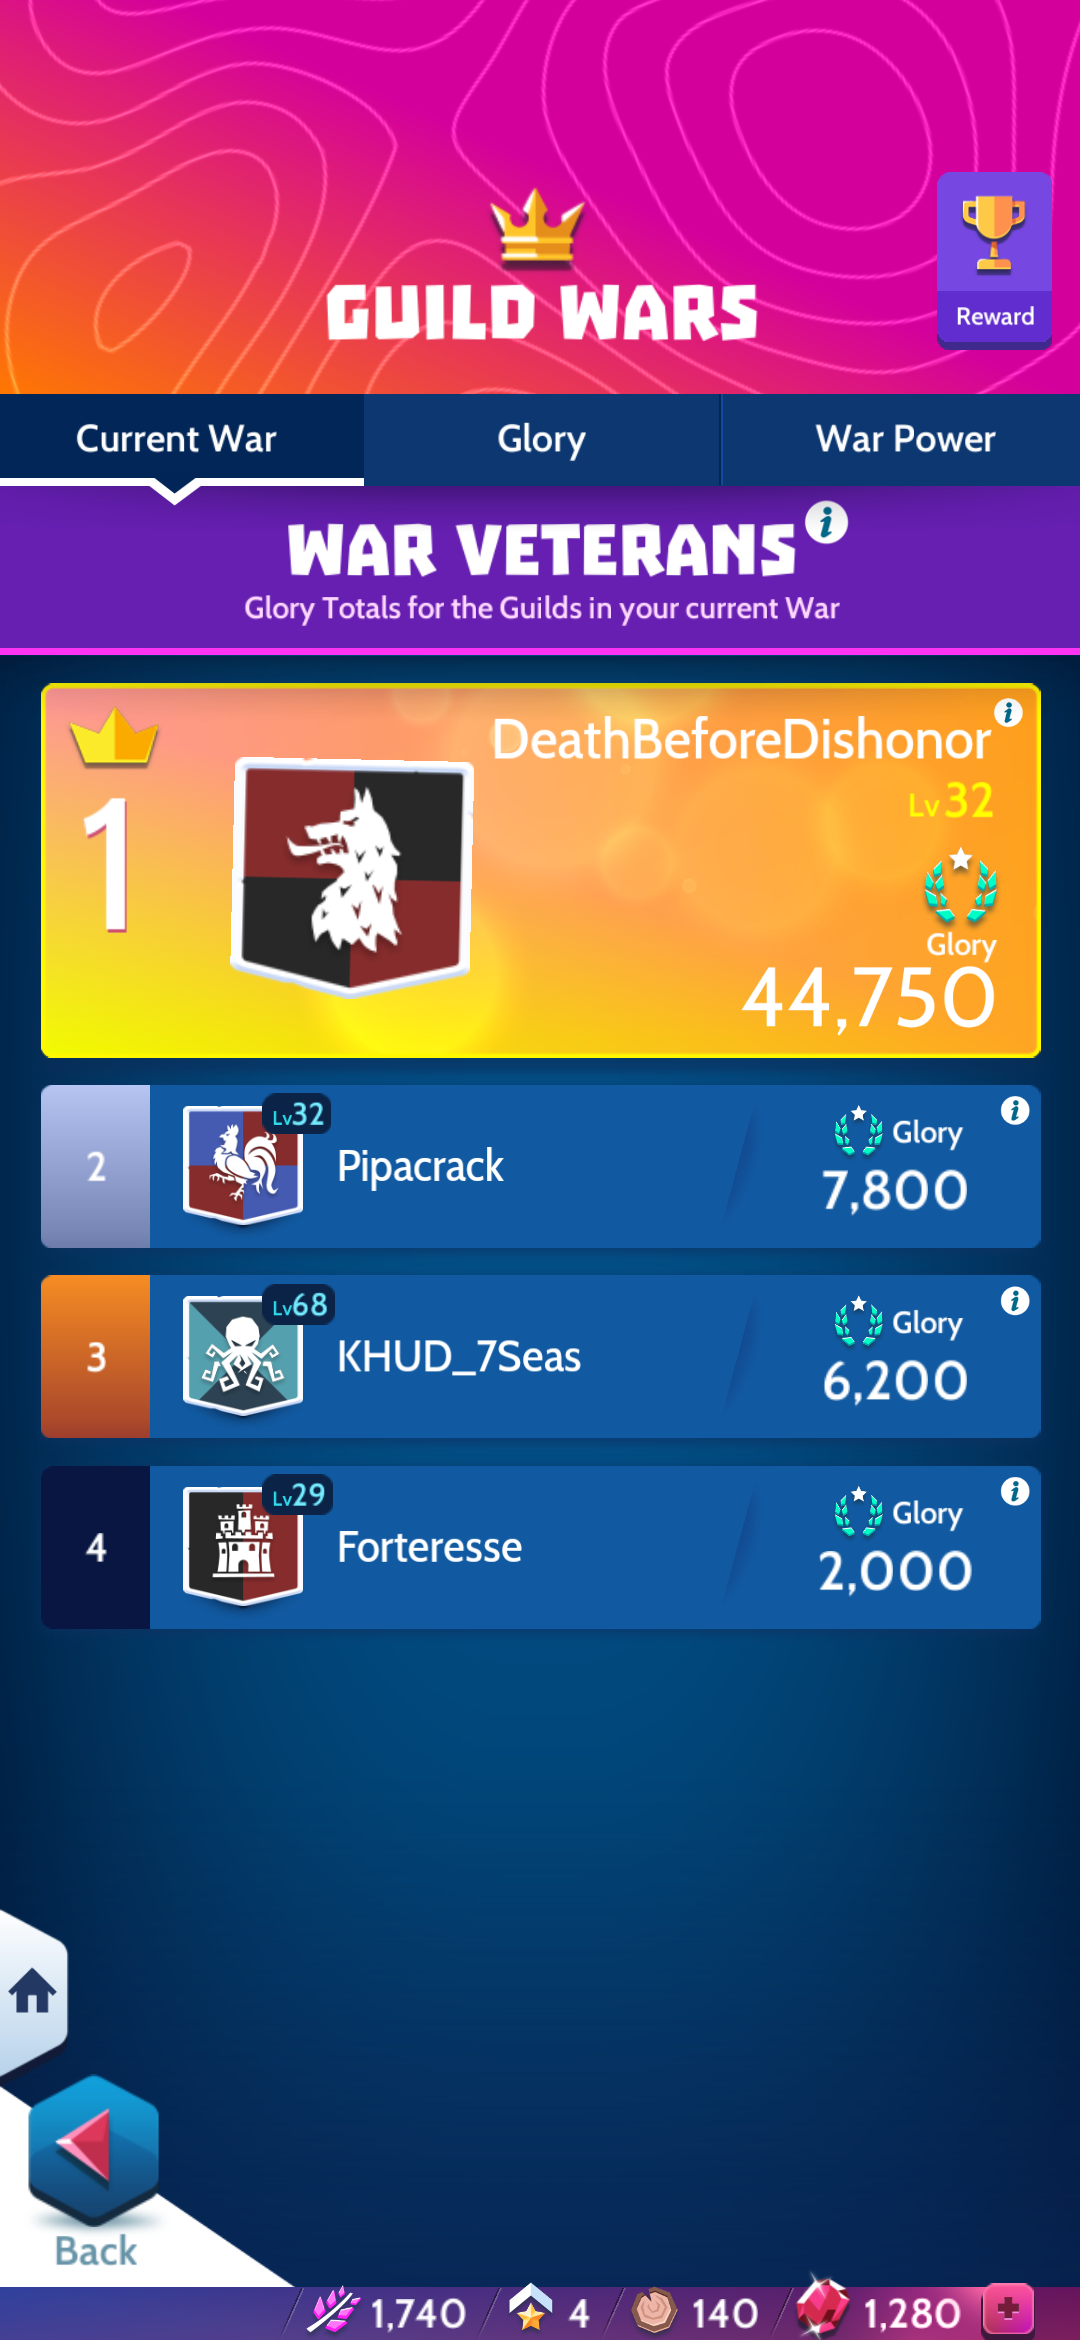 GUILD WARS
Reward
Current War
Glory
War Power
WAR VETERANS
Glory Totals for the Guilds in your current War
1
DeathBeforeDishonor
Lv32
Glory
44,750
2
Lv32
Pipacrack
Glory
7,800
3
Lv68
KHUD_7Seas
Glory
6,200
4
Lv29
Forteresse
Glory
2,000
Back
1,740
4
140
1,280